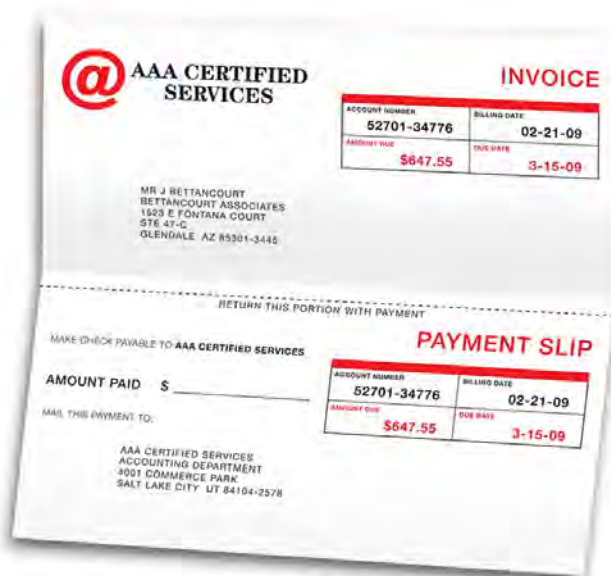 @ AAA CERTIFIED
SERVICES
INVOICE
ACCOUNT NUMBER
52701-34776
BILLING DATE
02-21-09
AMOUNT DUE
$647.55
DUE DATE
3-15-09
MR J BETTANCOURT
BETTANCOURT ASSOCIATES
1523 E FONTANA COURT
STE 47-C
GLENDALE AZ 85301-3446
RETURN THIS PORTION WITH PAYMENT
PAYMENT SLIP
MAKE CHECK PAYABLE TO AAA CERTIFIED SERVICES
ACCOUNT NUMBER
52701-34776
BILLING DATE
02-21-09
AMOUNT PAID $
AMOUNT DUE
$647.55
DUE DATE
3-15-09
MAIL THIS PAYMENT TO:
AAA CERTIFIED SERVICES
ACCOUNTING DEPARTMENT
4001 COMMERCE PARK
SALT LAKE CITY UT 84104-2578